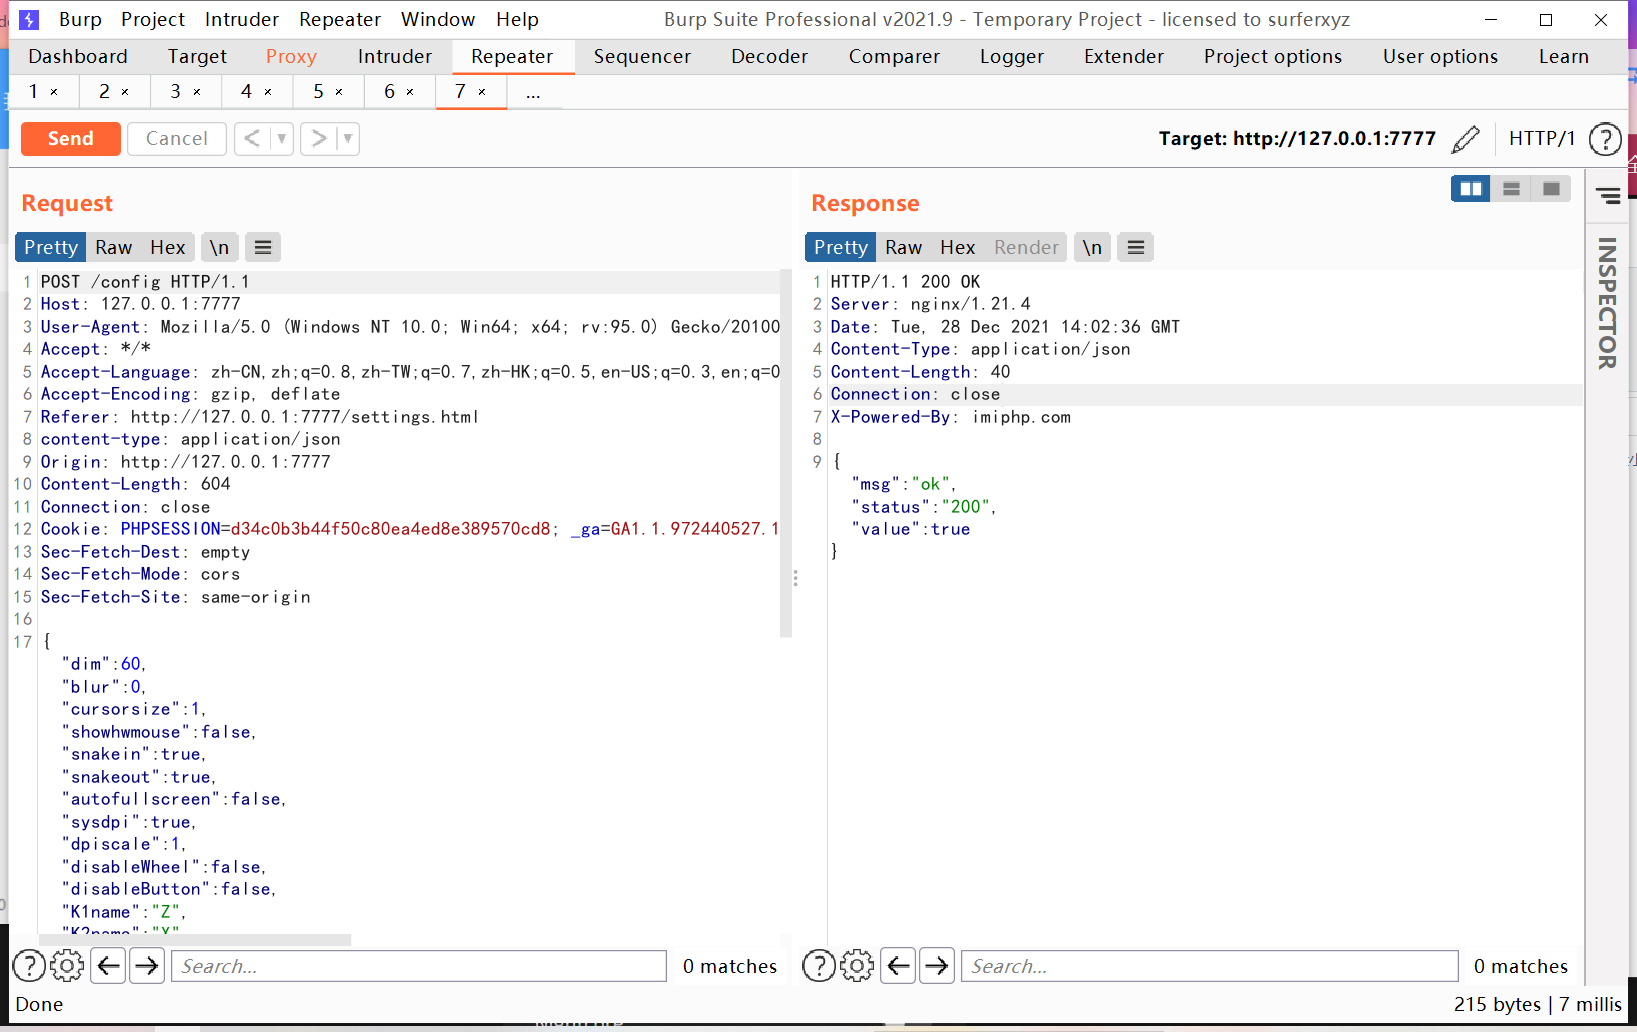 Burp Project Intruder Repeater Window Help Burp Suite Professional v2021.9 - Temporary Project - licensed to surferxyz
Dashboard Target Proxy Intruder Repeater Sequencer Decoder Comparer Logger Extender Project options User options Learn
1 × 2 × 3 × 4 × 5 × 6 × 7 × ...
Send Cancel < > Target: http://127.0.0.1:7777 HTTP/1 ?
Request
Pretty Raw Hex \n
1 POST /config HTTP/1.1
2 Host: 127.0.0.1:7777
3 User-Agent: Mozilla/5.0 (Windows NT 10.0; Win64; x64; rv:95.0) Gecko/20100
4 Accept: */*
5 Accept-Language: zh-CN,zh;q=0.8,zh-TW;q=0.7,zh-HK;q=0.5,en-US;q=0.3,en;q=0
6 Accept-Encoding: gzip, deflate
7 Referer: http://127.0.0.1:7777/settings.html
8 content-type: application/json
9 Origin: http://127.0.0.1:7777
10 Content-Length: 604
11 Connection: close
12 Cookie: PHPSESSION=d34c0b3b44f50c80ea4ed8e389570cd8; _ga=GA1.1.972440527.1
13 Sec-Fetch-Dest: empty
14 Sec-Fetch-Mode: cors
15 Sec-Fetch-Site: same-origin
16
17 {
"dim":60,
"blur":0,
"cursorsize":1,
"showhwmouse":false,
"snakein":true,
"snakeout":true,
"autofullscreen":false,
"sysdpi":true,
"dpiscale":1,
"disableWheel":false,
"disableButton":false,
"K1name":"Z",
"K2name":"X"
? Search... 0 matches
Response
Pretty Raw Hex Render \n
1 HTTP/1.1 200 OK
2 Server: nginx/1.21.4
3 Date: Tue, 28 Dec 2021 14:02:36 GMT
4 Content-Type: application/json
5 Content-Length: 40
6 Connection: close
7 X-Powered-By: imiphp.com
8
9 {
"msg":"ok",
"status":"200",
"value":true
}
? Search... 0 matches
INSPECTOR
Done 215 bytes | 7 millis